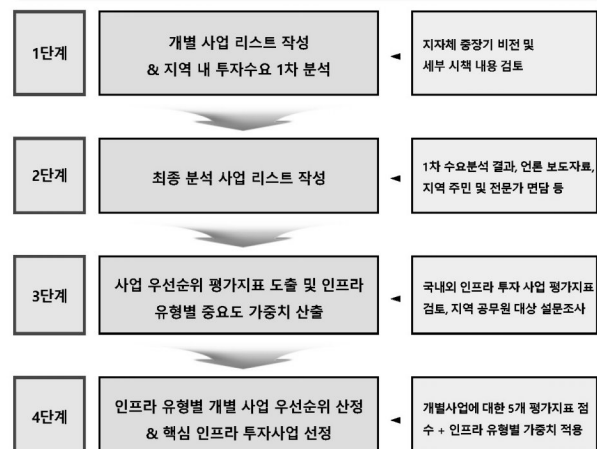 1단계
개별 사업 리스트 작성
& 지역 내 투자수요 1차 분석
지자체 중장기 비전 및
세부 시책 내용 검토
2단계
최종 분석 사업 리스트 작성
1차 수요분석 결과, 언론 보도자료,
지역 주민 및 전문가 면담 등
3단계
사업 우선순위 평가지표 도출 및 인프라
유형별 중요도 가중치 산출
국내외 인프라 투자 사업 평가지표
검토, 지역 공무원 대상 설문조사
4단계
인프라 유형별 개별 사업 우선순위 산정
& 핵심 인프라 투자사업 선정
개별사업에 대한 5개 평가지표 점
수 + 인프라 유형별 가중치 적용